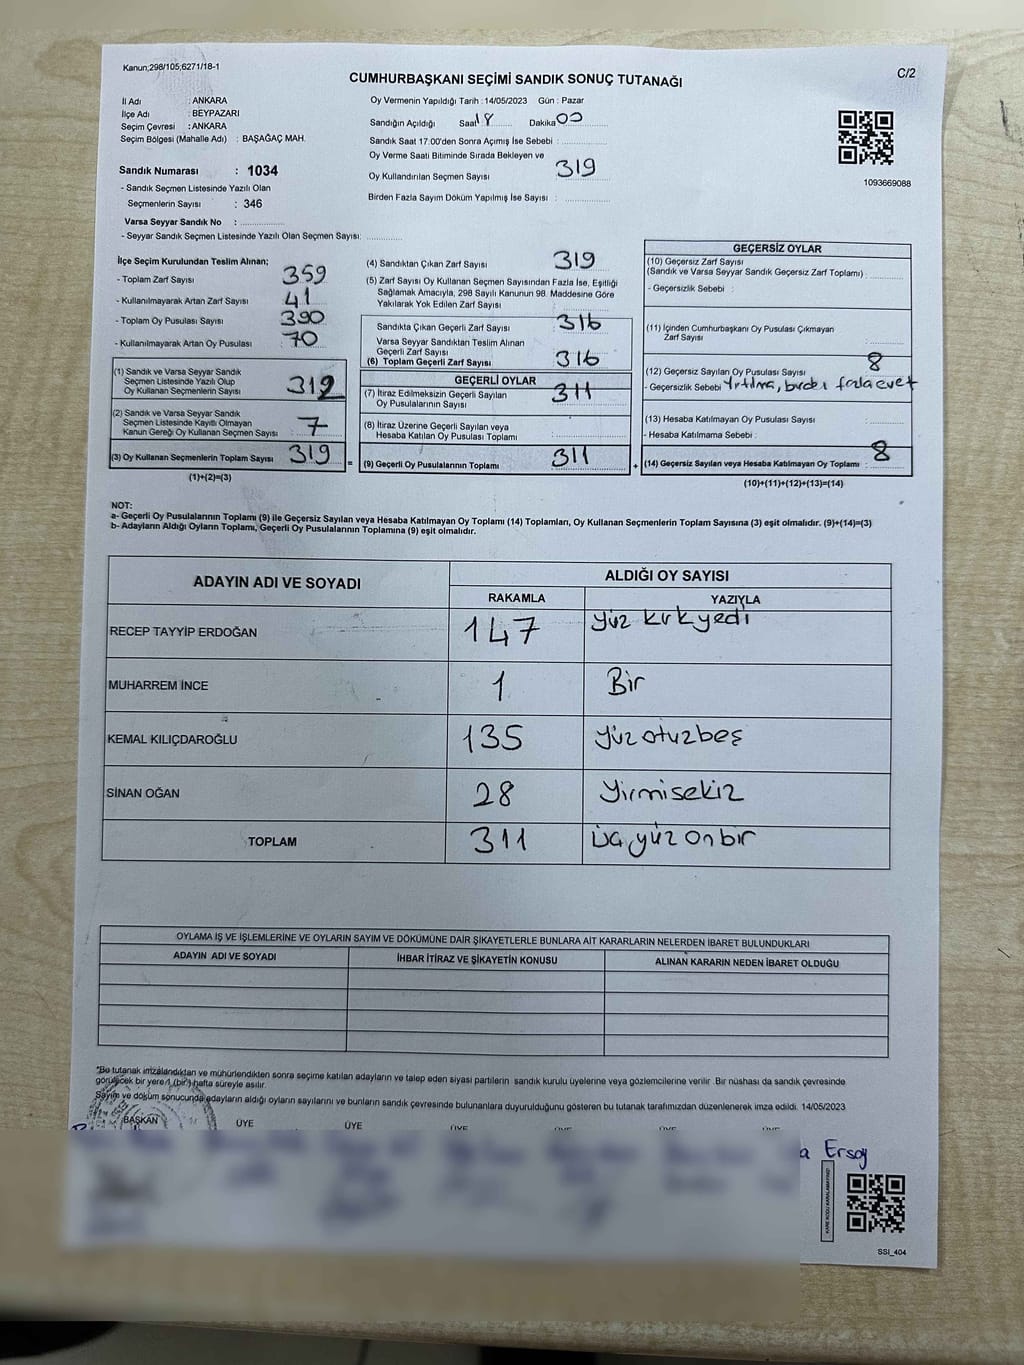 Kanun;298/105;6271/18-1
C/2
CUMHURBAŞKANI SEÇİMİ SANDIK SONUÇ TUTANAĞI
İl Adı : ANKARA
İlçe Adı : BEYPAZARI
Seçim Çevresi : ANKARA
Seçim Bölgesi (Mahalle Adı) : BAŞAĞAÇ MAH.
Sandık Numarası : 1034
- Sandık Seçmen Listesinde Yazılı Olan
Seçmenlerin Sayısı : 346
Varsa Seyyar Sandık No :
- Seyyar Sandık Seçmen Listesinde Yazılı Olan Seçmen Sayısı:
Oy Vermenin Yapıldığı Tarih : 14/05/2023 Gün : Pazar
Sandığın Açıldığı Saat 18 Dakika 00
Sandık Saat 17:00'den Sonra Açımış İse Sebebi :
Oy Verme Saati Bitiminde Sırada Bekleyen ve
Oy Kullandırılan Seçmen Sayısı 319
Birden Fazla Sayım Döküm Yapılmış İse Sayısı :
1093669088
İlçe Seçim Kurulundan Teslim Alınan;
- Toplam Zarf Sayısı 359
- Kullanılmayarak Artan Zarf Sayısı 41
- Toplam Oy Pusulası Sayısı 390
- Kullanılmayarak Artan Oy Pusulası 70
(1) Sandık ve Varsa Seyyar Sandık
Seçmen Listesinde Yazılı Olup
Oy Kullanan Seçmenlerin Sayısı 312
(2) Sandık ve Varsa Seyyar Sandık
Seçmen Listesinde Kayıtlı Olmayan
Kanun Gereği Oy Kullanan Seçmen Sayısı 7
(3) Oy Kullanan Seçmenlerin Toplam Sayısı 319 =
(1)+(2)=(3)
(4) Sandıktan Çıkan Zarf Sayısı 319
(5) Zarf Sayısı Oy Kullanan Seçmen Sayısından Fazla İse, Eşitliği
Sağlamak Amacıyla, 298 Sayılı Kanunun 98. Maddesine Göre
Yakılarak Yok Edilen Zarf Sayısı
Sandıkta Çıkan Geçerli Zarf Sayısı 316
Varsa Seyyar Sandıktan Teslim Alınan
Geçerli Zarf Sayısı
(6) Toplam Geçerli Zarf Sayısı 316
GEÇERLİ OYLAR
(7) İtiraz Edilmeksizin Geçerli Sayılan
Oy Pusulalarının Sayısı 311
(8) İtiraz Üzerine Geçerli Sayılan veya
Hesaba Katılan Oy Pusulası Toplamı
(9) Geçerli Oy Pusulalarının Toplamı 311 +
GEÇERSİZ OYLAR
(10) Geçersiz Zarf Sayısı
(Sandık ve Varsa Seyyar Sandık Geçersiz Zarf Toplamı)
- Geçersizlik Sebebi :
(11) İçinden Cumhurbaşkanı Oy Pusulası Çıkmayan
Zarf Sayısı
(12) Geçersiz Sayılan Oy Pusulası Sayısı 8
- Geçersizlik Sebebi Yırtılma, birden fazla evet
(13) Hesaba Katılmayan Oy Pusulası Sayısı
- Hesaba Katılmama Sebebi :
(14) Geçersiz Sayılan veya Hesaba Katılmayan Oy Toplamı : 8
(10)+(11)+(12)+(13)=(14)
NOT:
a- Geçerli Oy Pusulalarının Toplamı (9) ile Geçersiz Sayılan veya Hesaba Katılmayan Oy Toplamı (14) Toplamları, Oy Kullanan Seçmenlerin Toplam Sayısına (3) eşit olmalıdır. (9)+(14)=(3)
b- Adayların Aldığı Oyların Toplamı, Geçerli Oy Pusulalarının Toplamına (9) eşit olmalıdır.
ADAYIN ADI VE SOYADI ALDIĞI OY SAYISI
RAKAMLA YAZIYLA
RECEP TAYYİP ERDOĞAN 147 yüz kırkyedi
MUHARREM İNCE 1 Bir
KEMAL KILIÇDAROĞLU 135 yüzotuzbeş
SİNAN OĞAN 28 Yirmisekiz
TOPLAM 311 üçyüzonbir
OYLAMA İŞ VE İŞLEMLERİNE VE OYLARIN SAYIM VE DÖKÜMÜNE DAİR ŞİKAYETLERLE BUNLARA AİT KARARLARIN NELERDEN İBARET BULUNDUKLARI
ADAYIN ADI VE SOYADI İHBAR İTİRAZ VE ŞİKAYETİN KONUSU ALINAN KARARIN NEDEN İBARET OLDUĞU
*Bu tutanak imzalandıktan ve mühürlendikten sonra seçime katılan adayların ve talep eden siyasi partilerin sandık kurulu üyelerine veya gözlemcilerine verilir. Bir nüshası da sandık çevresinde
görülecek bir yere 1 (bir) hafta süreyle asılır.
Sayım ve döküm sonucunda adayların aldığı oyların sayılarını ve bunların sandık çevresinde bulunanlara duyurulduğunu gösteren bu tutanak tarafımızdan düzenlenerek imza edildi. 14/05/2023
BAŞKAN ÜYE ÜYE ÜYE ÜYE ÜYE ÜYE
Ersoy
SSI_404